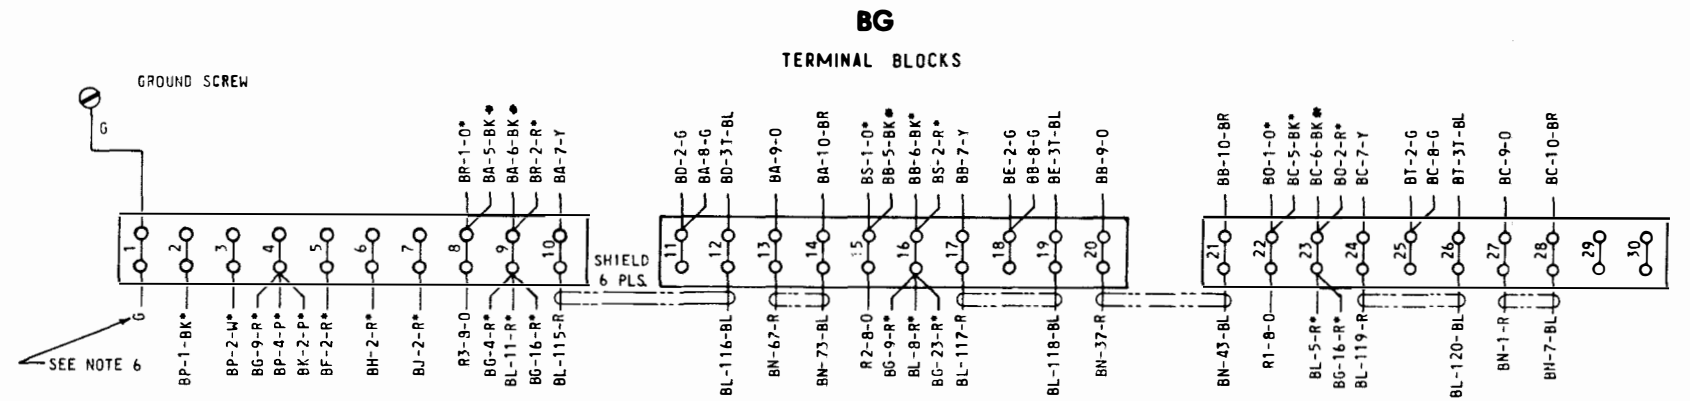 BG
TERMINAL BLOCKS
GROUND SCREW
G
BR-1-O*
BA-5-BK*
BA-6-BK*
BR-2-R*
BA-7-Y
BD-2-G
BA-8-G
BD-3T-BL
BA-9-O
BA-10-BR
BS-1-O*
BB-5-BK*
BB-6-BK*
BS-2-R*
BB-7-Y
BE-2-G
BB-8-G
BE-3T-BL
BB-9-O
BB-10-BR
BO-1-O*
BC-5-BK*
BC-6-BK*
BO-2-R*
BC-7-Y
BT-2-G
BC-8-G
BT-3T-BL
BC-9-O
BC-10-BR
1 2 3 4 5 6 7 8 9 10
11 12 13 14 15 16 17 18 19 20
21 22 23 24 25 26 27 28 29 30
SHIELD
6 PLS.
G
BP-1-BK*
BP-2-W*
BG-9-R*
BP-4-P*
BK-2-P*
BF-2-R*
BH-2-R*
BJ-2-R*
R3-8-O
BG-4-R*
BL-11-R*
BG-16-R*
BL-115-R
BL-116-BL
BN-67-R
BN-73-BL
R2-8-O
BG-9-R*
BL-8-R*
BG-23-R*
BL-117-R
BL-118-BL
BN-37-R
BN-43-BL
R1-8-O
BL-5-R*
BG-16-R*
BL-119-R
BL-120-BL
BN-1-R
BN-7-BL
SEE NOTE 6